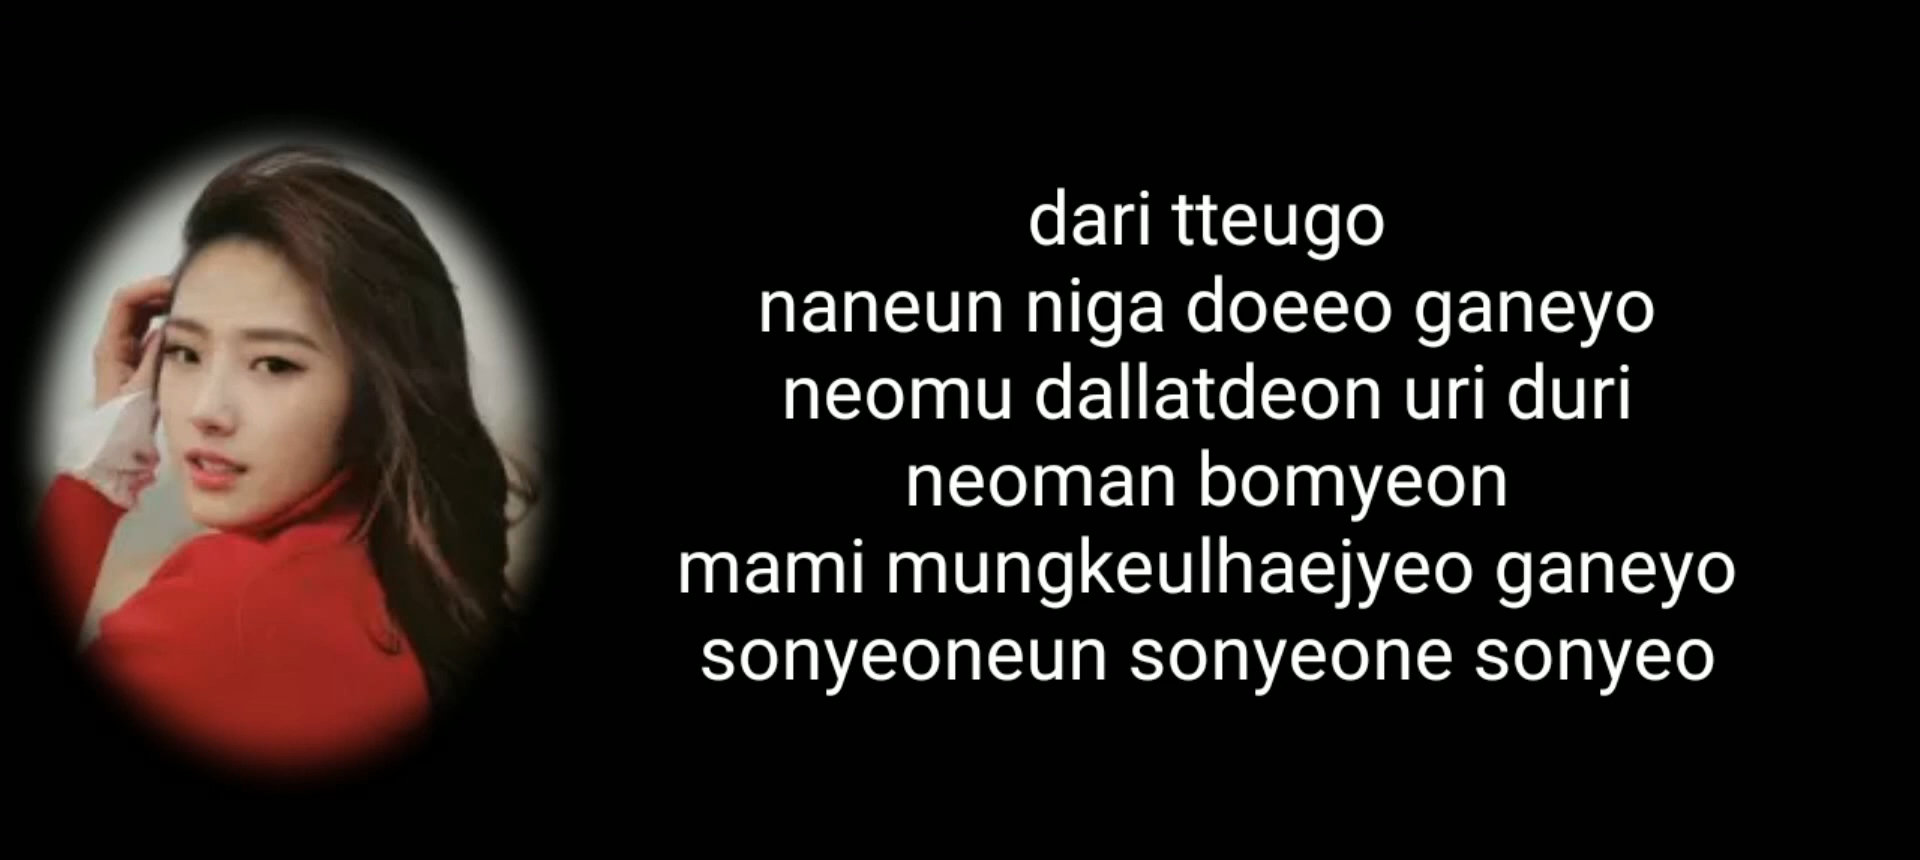 dari tteugo
naneun niga doeeo ganeyo
neomu dallatdeon uri duri
neoman bomyeon
mami mungkeulhaejyeo ganeyo
sonyeoneun sonyeone sonyeo